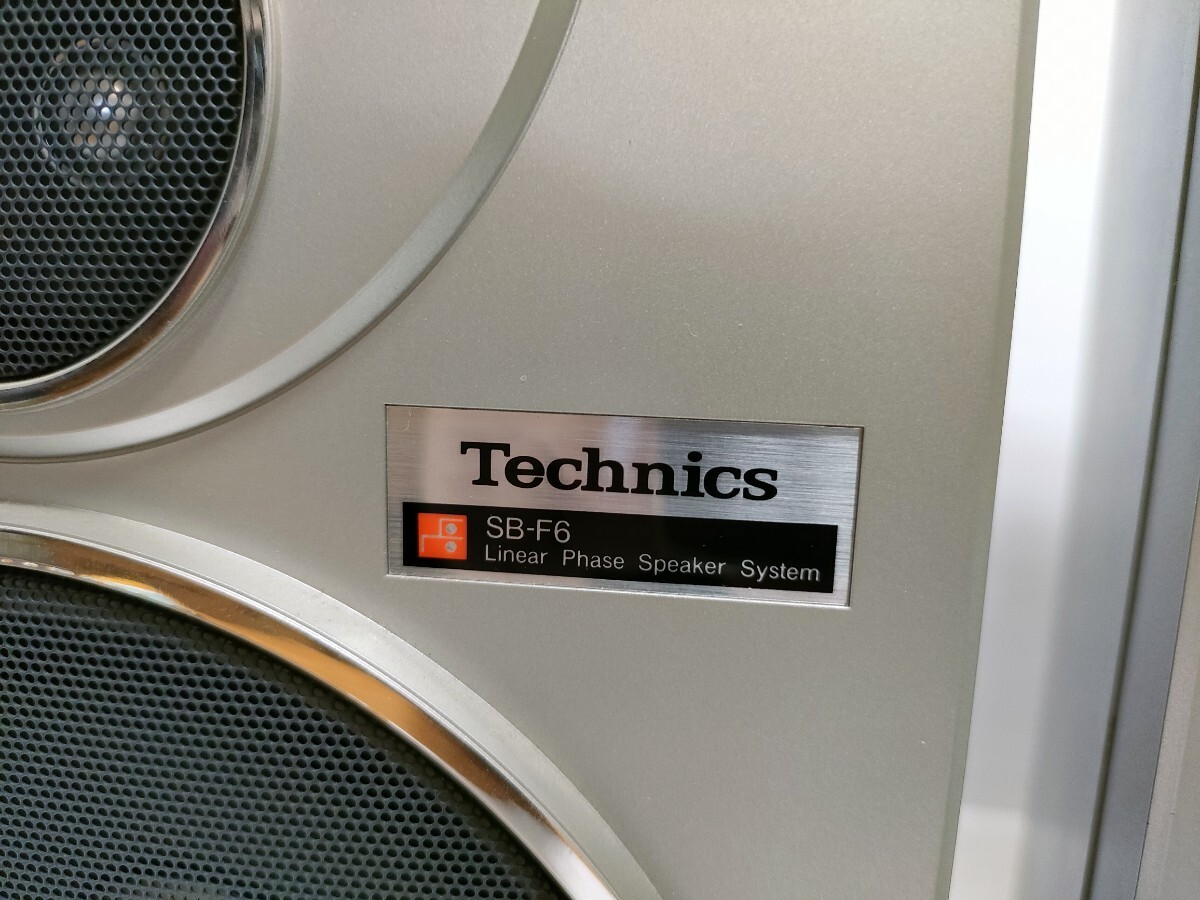 Technics
SB-F6
Linear Phase Speaker System